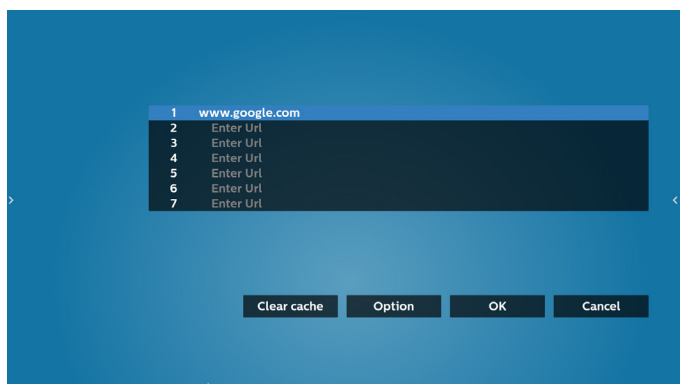 1 www.google.com
2 Enter Url
3 Enter Url
4 Enter Url
5 Enter Url
6 Enter Url
7 Enter Url
> <
Clear cache Option OK Cancel